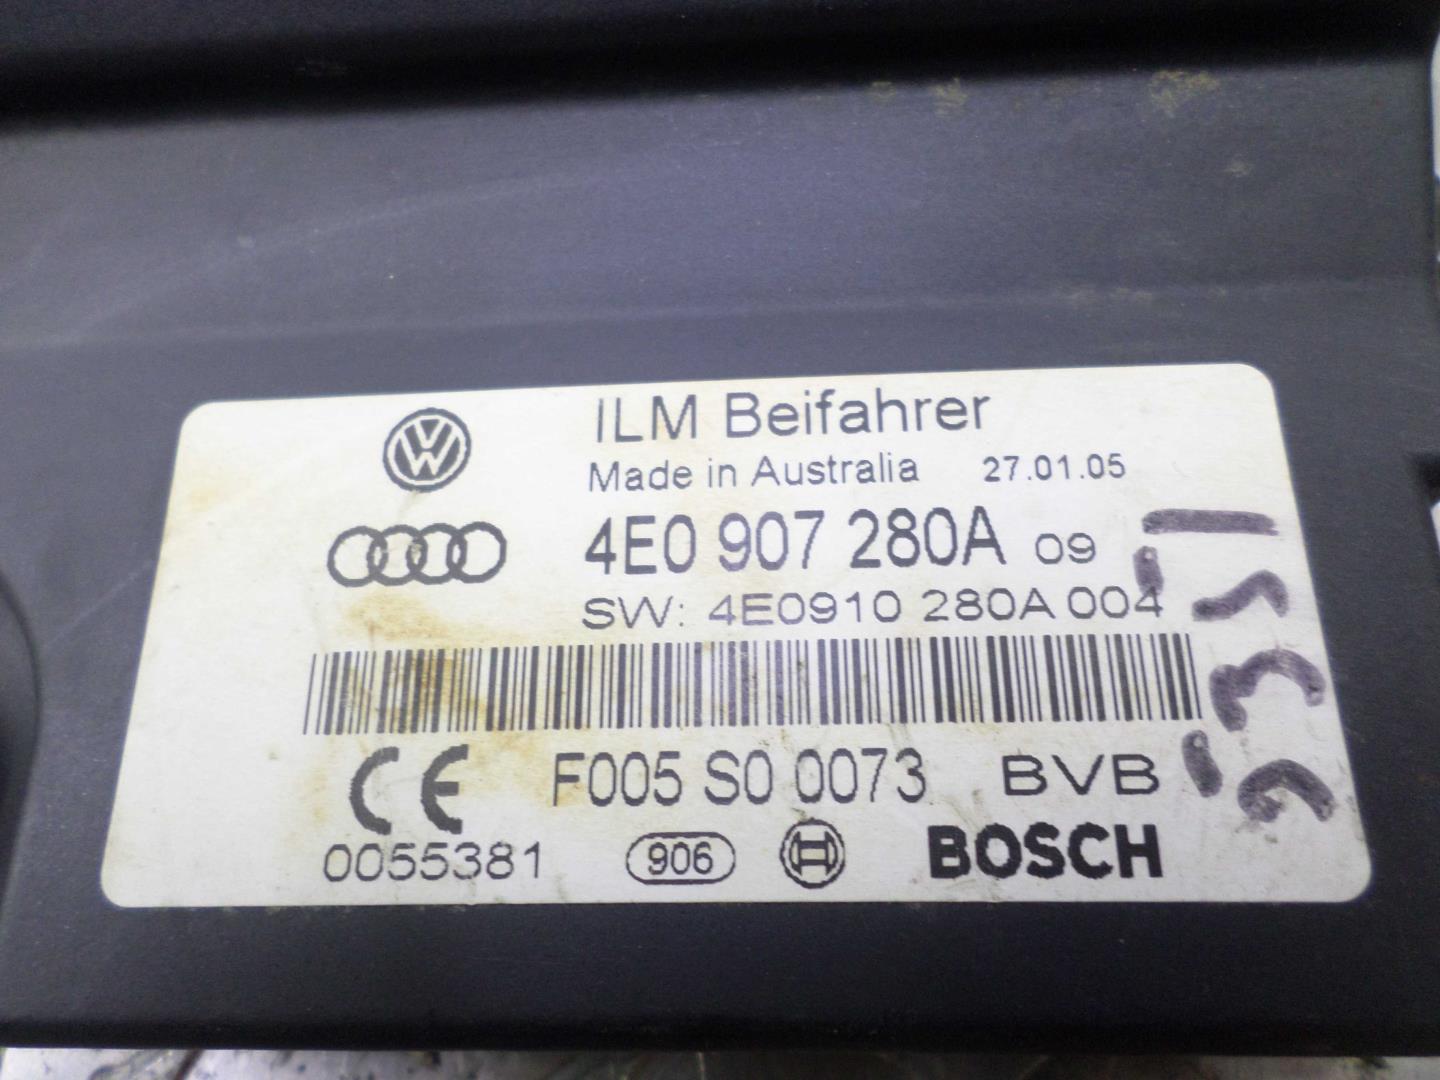 ILM Beifahrer
Made in Australia 27.01.05
4E0 907 280A 09
SW: 4E0910 280A 004
F005 S0 0073 BVB
CE
0055381 906 BOSCH